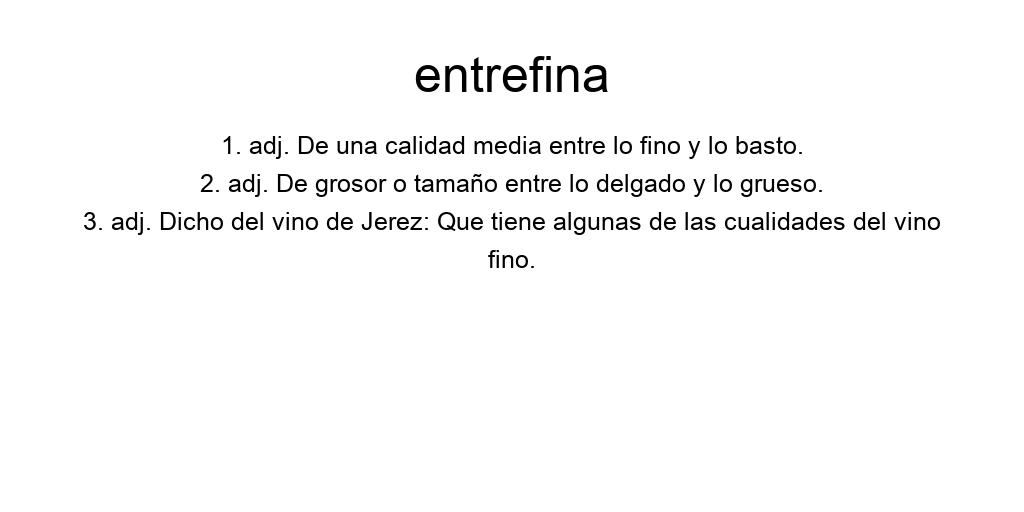 entrefina
1. adj. De una calidad media entre lo fino y lo basto.
2. adj. De grosor o tamaño entre lo delgado y lo grueso.
3. adj. Dicho del vino de Jerez: Que tiene algunas de las cualidades del vino
fino.